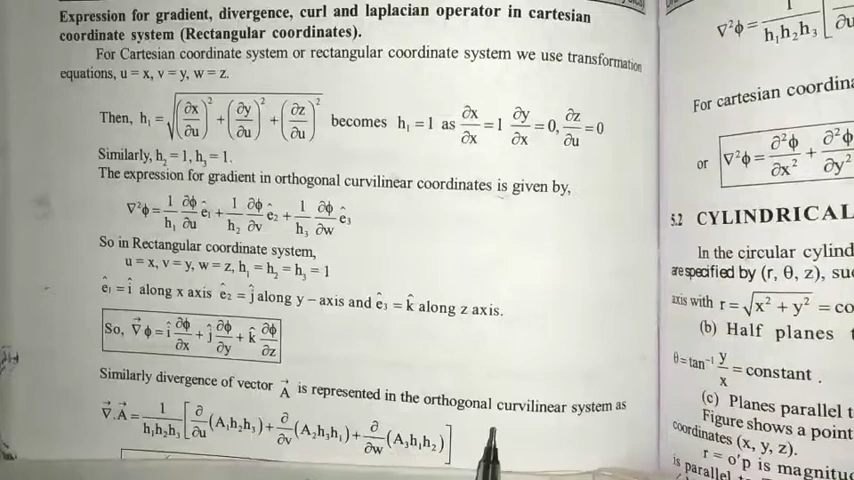 Expression for gradient, divergence, curl and laplacian operator in cartesian
coordinate system (Rectangular coordinates).
For Cartesian coordinate system or rectangular coordinate system we use transformation
equations, u = x, v = y, w = z.
Then, h₁ = √((∂x/∂u)² + (∂y/∂u)² + (∂z/∂u)²) becomes h₁ = 1 as ∂x/∂x = 1 ∂y/∂x = 0, ∂z/∂u = 0
Similarly, h₂ = 1, h₃ = 1.
The expression for gradient in orthogonal curvilinear coordinates is given by,
∇²ϕ = 1/h₁ ∂ϕ/∂u ê₁ + 1/h₂ ∂ϕ/∂v ê₂ + 1/h₃ ∂ϕ/∂w ê₃
So in Rectangular coordinate system,
u = x, v = y, w = z, h₁ = h₂ = h₃ = 1
ê₁ = î along x axis ê₂ = ĵ along y – axis and ê₃ = k̂ along z axis.
So, ∇⃗ϕ = î ∂ϕ/∂x + ĵ ∂ϕ/∂y + k̂ ∂ϕ/∂z
Similarly divergence of vector A⃗ is represented in the orthogonal curvilinear system as
∇⃗.A⃗ = 1/h₁h₂h₃ [∂/∂u (A₁h₂h₃) + ∂/∂v (A₂h₃h₁) + ∂/∂w (A₃h₁h₂)]
∇²ϕ = 1/h₁h₂h₃ [∂u
For cartesian coordina
or ∇²ϕ = ∂²ϕ/∂x² + ∂²ϕ/∂y²
5.2 CYLINDRICAL
In the circular cylind
are specified by (r, θ, z), suc
axis with r = √(x² + y²) = co
(b) Half planes t
θ = tan⁻¹ y/x = constant .
(c) Planes parallel t
Figure shows a point
coordinates (x, y, z).
r = o'p is magnitud
is parallel